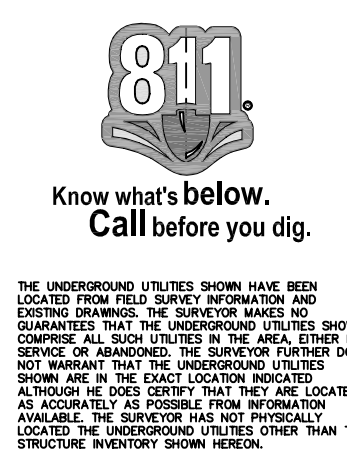 811
Know what's below.
Call before you dig.
THE UNDERGROUND UTILITIES SHOWN HAVE BEEN
LOCATED FROM FIELD SURVEY INFORMATION AND
EXISTING DRAWINGS. THE SURVEYOR MAKES NO
GUARANTEES THAT THE UNDERGROUND UTILITIES SHO
COMPRISE ALL SUCH UTILITIES IN THE AREA, EITHER
SERVICE OR ABANDONED. THE SURVEYOR FURTHER DO
NOT WARRANT THAT THE UNDERGROUND UTILITIES
SHOWN ARE IN THE EXACT LOCATION INDICATED
ALTHOUGH HE DOES CERTIFY THAT THEY ARE LOCATE
AS ACCURATELY AS POSSIBLE FROM INFORMATION
AVAILABLE. THE SURVEYOR HAS NOT PHYSICALLY
LOCATED THE UNDERGROUND UTILITIES OTHER THAN
STRUCTURE INVENTORY SHOWN HEREON.